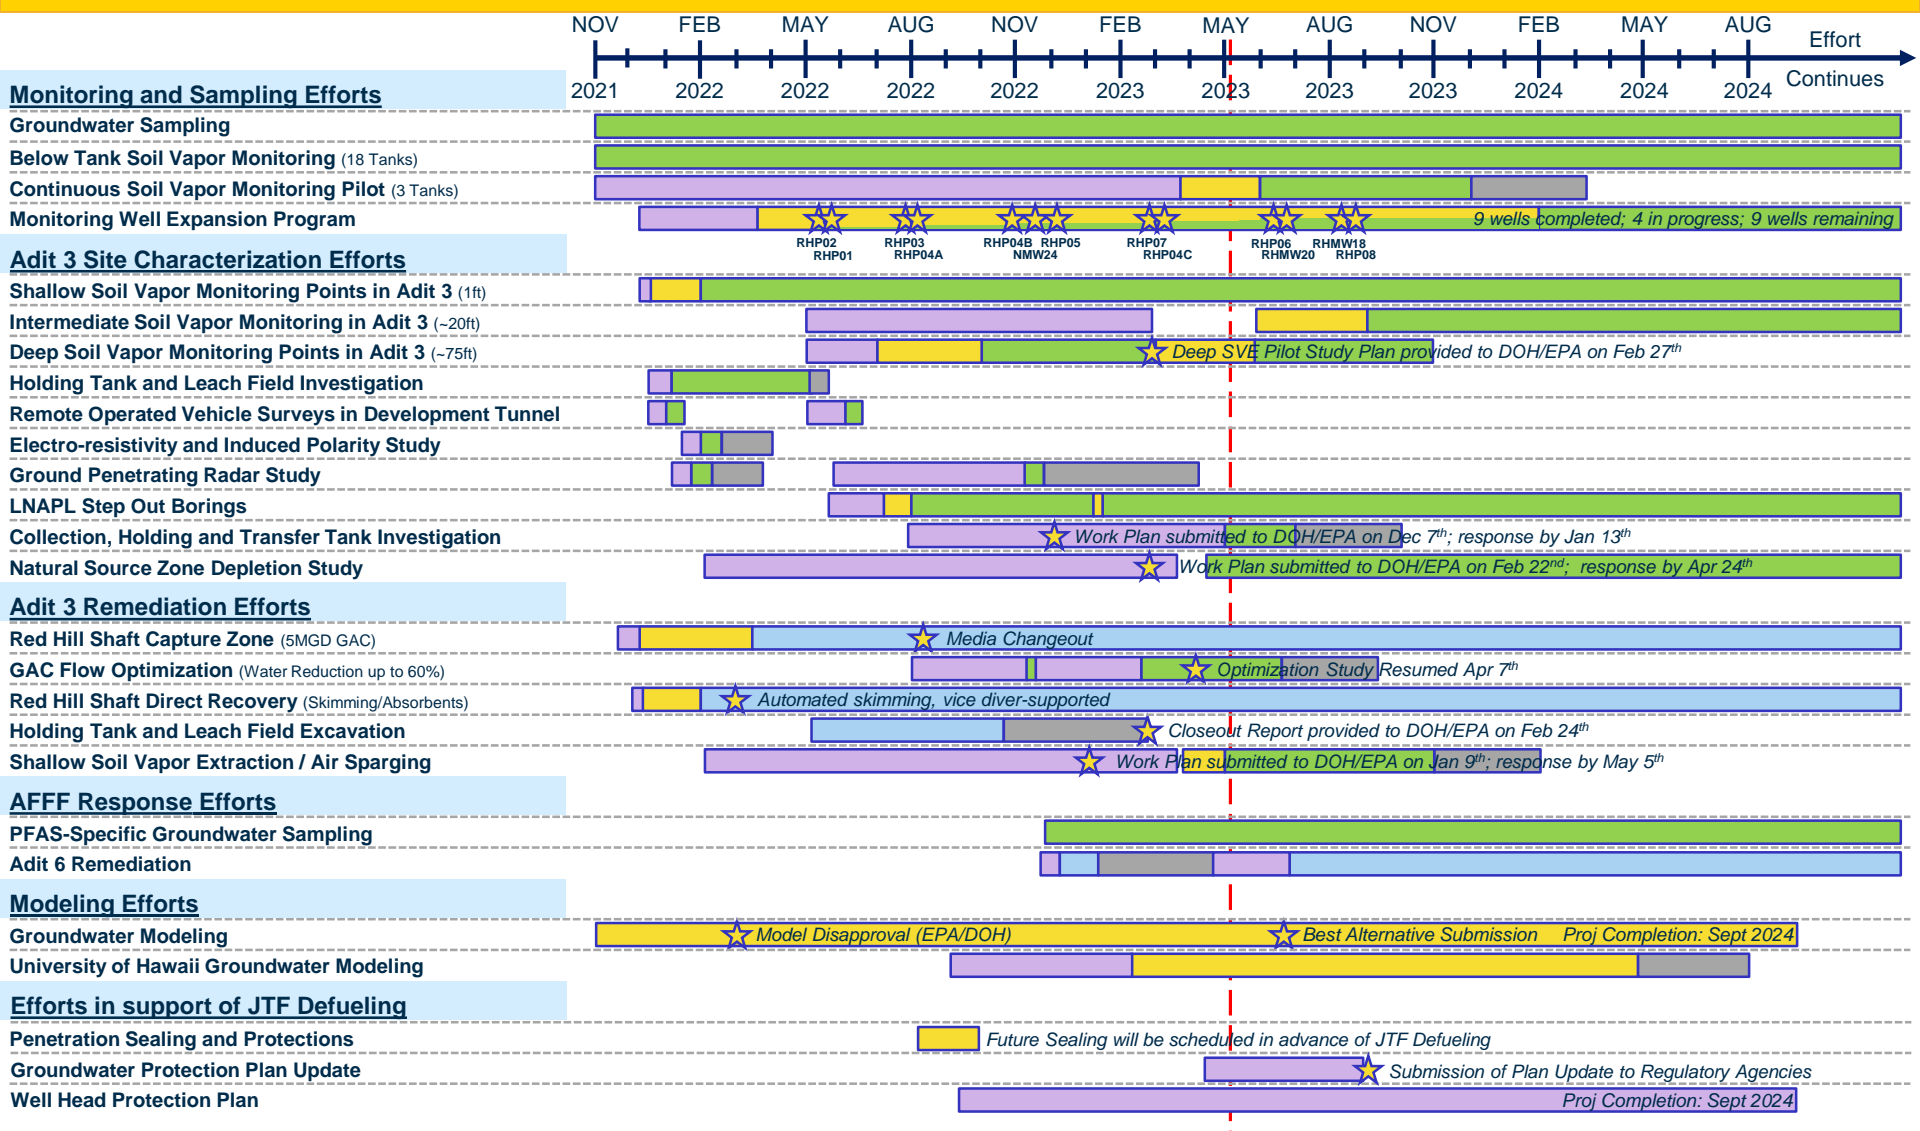 NOV FEB MAY AUG NOV FEB MAY AUG NOV FEB MAY AUG Effort
2021 2022 2022 2022 2022 2023 2023 2023 2023 2024 2024 2024 Continues
Monitoring and Sampling Efforts
Groundwater Sampling
Below Tank Soil Vapor Monitoring (18 Tanks)
Continuous Soil Vapor Monitoring Pilot (3 Tanks)
Monitoring Well Expansion Program 9 wells completed; 4 in progress; 9 wells remaining
RHP02 RHP03 RHP04B RHP05 RHP07 RHP06 RHMW18
RHP01 RHP04A NMW24 RHP04C RHMW20 RHP08
Adit 3 Site Characterization Efforts
Shallow Soil Vapor Monitoring Points in Adit 3 (1ft)
Intermediate Soil Vapor Monitoring in Adit 3 (~20ft)
Deep Soil Vapor Monitoring Points in Adit 3 (~75ft) Deep SVE Pilot Study Plan provided to DOH/EPA on Feb 27th
Holding Tank and Leach Field Investigation
Remote Operated Vehicle Surveys in Development Tunnel
Electro-resistivity and Induced Polarity Study
Ground Penetrating Radar Study
LNAPL Step Out Borings
Collection, Holding and Transfer Tank Investigation Work Plan submitted to DOH/EPA on Dec 7th; response by Jan 13th
Natural Source Zone Depletion Study Work Plan submitted to DOH/EPA on Feb 22nd; response by Apr 24th
Adit 3 Remediation Efforts
Red Hill Shaft Capture Zone (5MGD GAC) Media Changeout
GAC Flow Optimization (Water Reduction up to 60%) Optimization Study Resumed Apr 7th
Red Hill Shaft Direct Recovery (Skimming/Absorbents) Automated skimming, vice diver-supported
Holding Tank and Leach Field Excavation Closeout Report provided to DOH/EPA on Feb 24th
Shallow Soil Vapor Extraction / Air Sparging Work Plan submitted to DOH/EPA on Jan 9th; response by May 5th
AFFF Response Efforts
PFAS-Specific Groundwater Sampling
Adit 6 Remediation
Modeling Efforts
Groundwater Modeling Model Disapproval (EPA/DOH) Best Alternative Submission Proj Completion: Sept 2024
University of Hawaii Groundwater Modeling
Efforts in support of JTF Defueling
Penetration Sealing and Protections Future Sealing will be scheduled in advance of JTF Defueling
Groundwater Protection Plan Update Submission of Plan Update to Regulatory Agencies
Well Head Protection Plan Proj Completion: Sept 2024